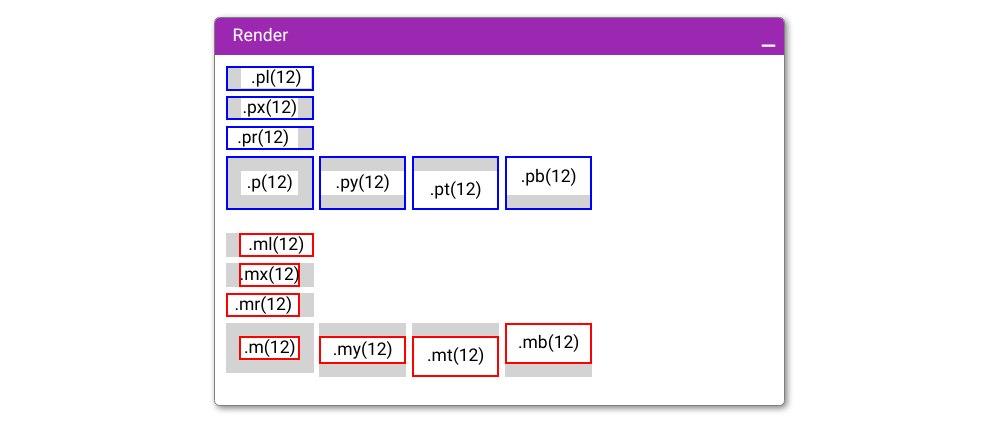 Render
.pl(12)
.px(12)
.pr(12)
.p(12) .py(12) .pt(12) .pb(12)
.ml(12)
.mx(12)
.mr(12)
.m(12) .my(12) .mt(12) .mb(12)